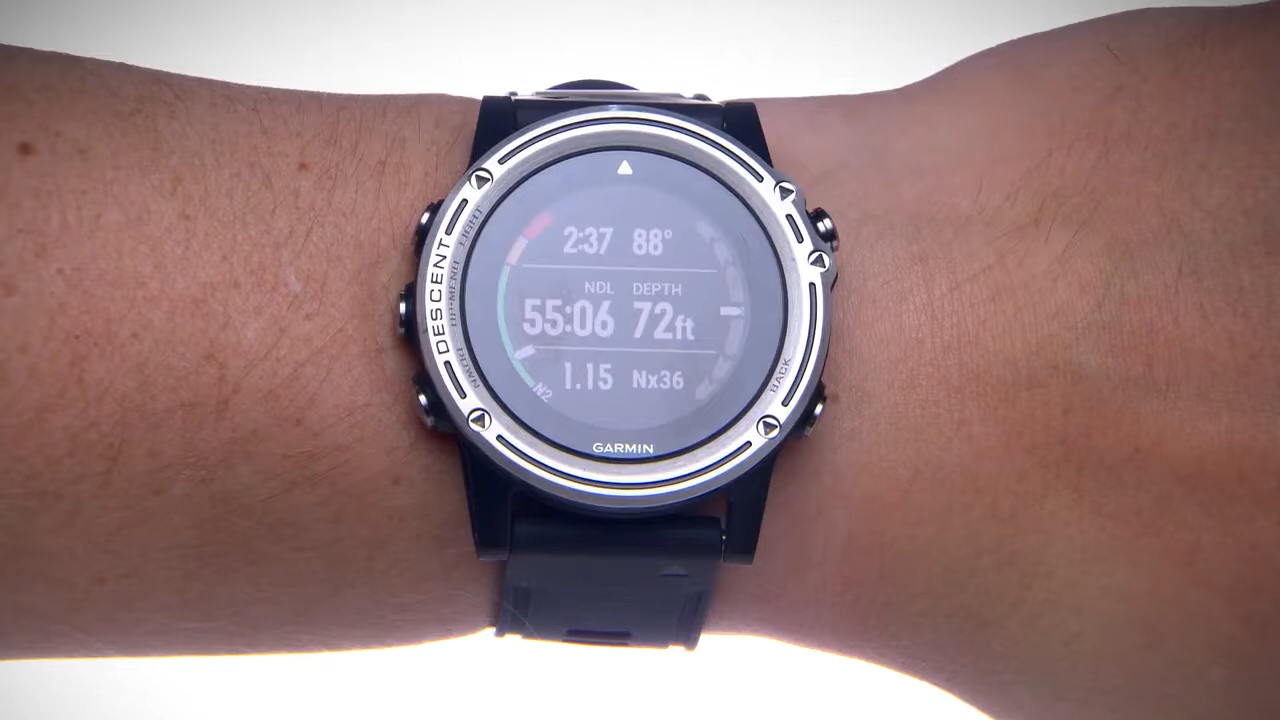 LIGHT
DESCENT
UP·MENU
DOWN
2:37 88°
NDL DEPTH
55:06 72ft
1.15 Nx36
N2
BACK
GARMIN